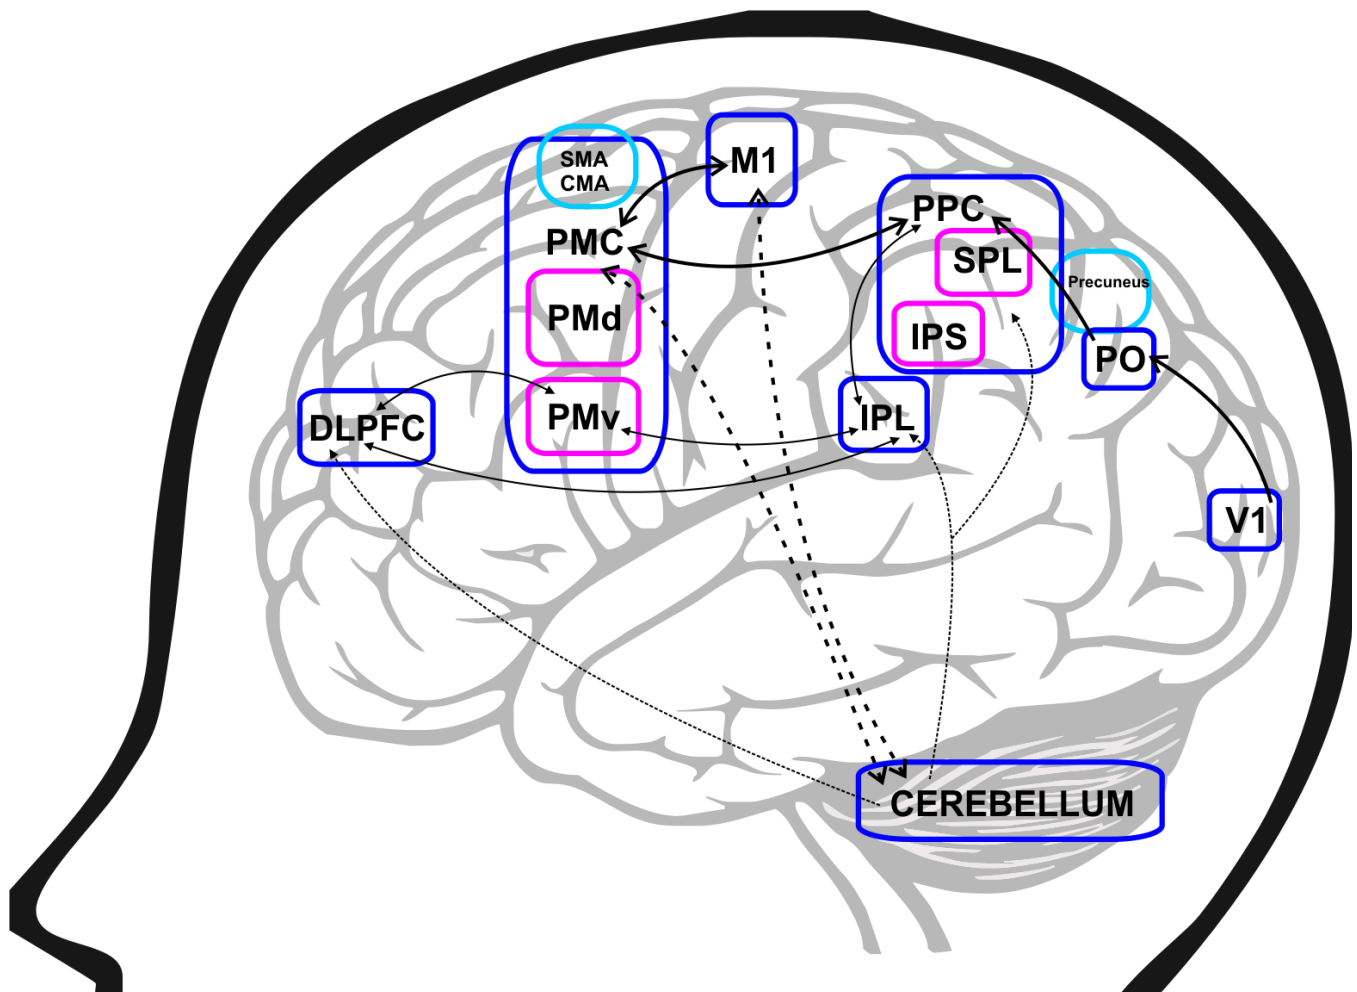 SMA
CMA
M1
PMC
PPC
SPL
Precuneus
PMd
IPS
PO
DLPFC
PMv
IPL
V1
CEREBELLUM